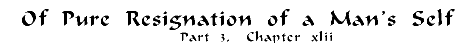 Of Pure Resignation of a Man's Self
Part 3, Chapter xlii